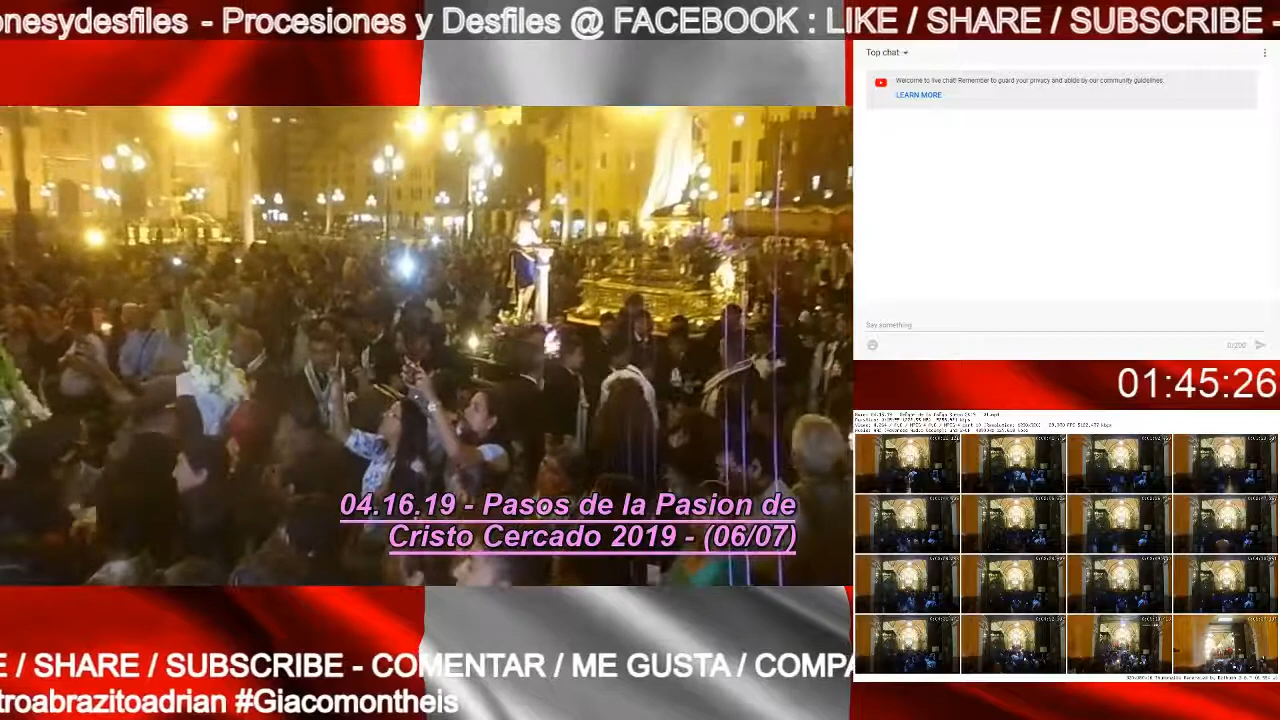 onesydesfiles - Procesiones y Desfiles @ FACEBOOK : LIKE / SHARE / SUBSCRIBE -
Top chat
Welcome to live chat! Remember to guard your privacy and abide by our community guidelines.
LEARN MORE
Say something
0/200
01:45:26
04.16.19 - Pasos de la Pasion de
Cristo Cercado 2019 - (06/07)
E / SHARE / SUBSCRIBE - COMENTAR / ME GUSTA / COMPA
troabrazitoadrian #Giacomontheis